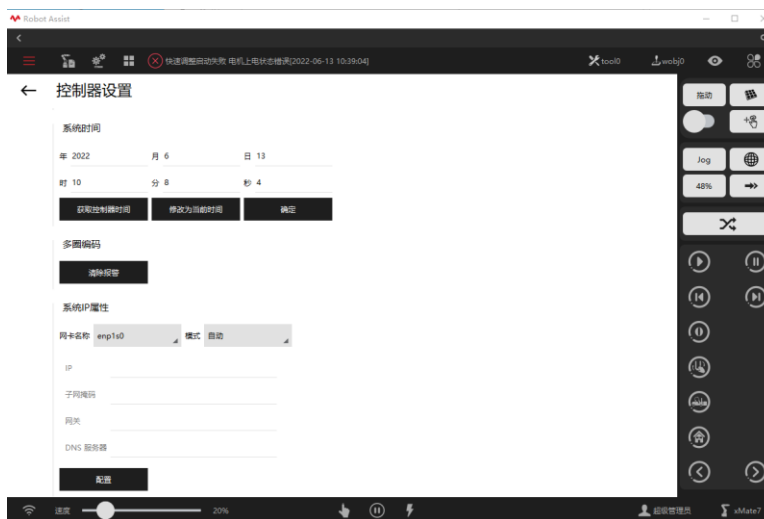 Robot Assist
快速调整启动失败 电机上电状态错误[2022-06-13 10:39:04]
tool0
wobj0
控制器设置
拖动
系统时间
年 2022 月 6 日 13
Jog
时 10 分 8 秒 4
48%
获取控制器时间 修改为当前时间 确定
多圈编码
清除报警
系统IP属性
网卡名称 enp1s0 模式 自动
IP
子网掩码
网关
DNS 服务器
配置
速度 20% 超级管理员 xMate7